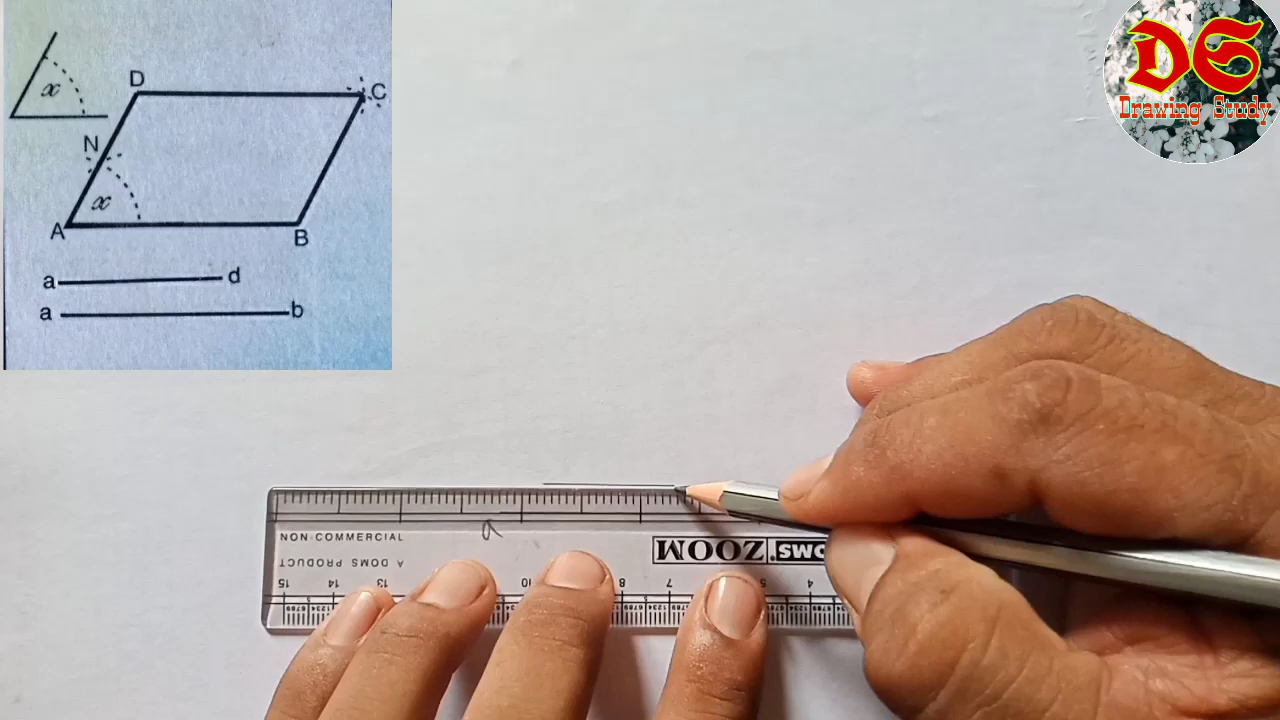 DS
Drawing Study
x
D
C
N
x
A
B
a d
a b
a
NON-COMMERCIAL
A DOMS PRODUCT
ZOOM
DOMS
15 14 13 10 8 7 5 4